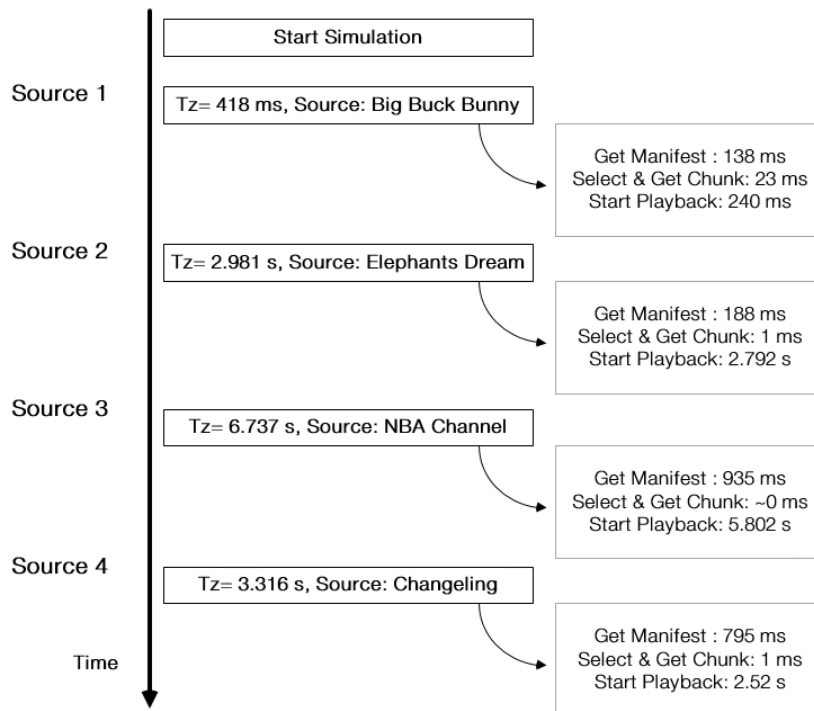 Start Simulation
Source 1
Tz= 418 ms, Source: Big Buck Bunny
Get Manifest : 138 ms
Select & Get Chunk: 23 ms
Start Playback: 240 ms
Source 2
Tz= 2.981 s, Source: Elephants Dream
Get Manifest : 188 ms
Select & Get Chunk: 1 ms
Start Playback: 2.792 s
Source 3
Tz= 6.737 s, Source: NBA Channel
Get Manifest : 935 ms
Select & Get Chunk: ~0 ms
Start Playback: 5.802 s
Source 4
Tz= 3.316 s, Source: Changeling
Get Manifest : 795 ms
Select & Get Chunk: 1 ms
Start Playback: 2.52 s
Time